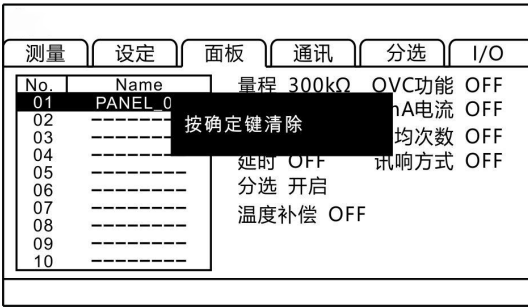 测量 设定 面板 通讯 分选 I/O
No. Name 量程 300kΩ OVC功能 OFF
01 PANEL_0 mA电流 OFF
02 -------- 按确定键清除
03 -------- 均次数 OFF
04 -------- 延时 OFF 讯响方式 OFF
05 -------- 分选 开启
06 --------
07 -------- 温度补偿 OFF
08 --------
09 --------
10 --------